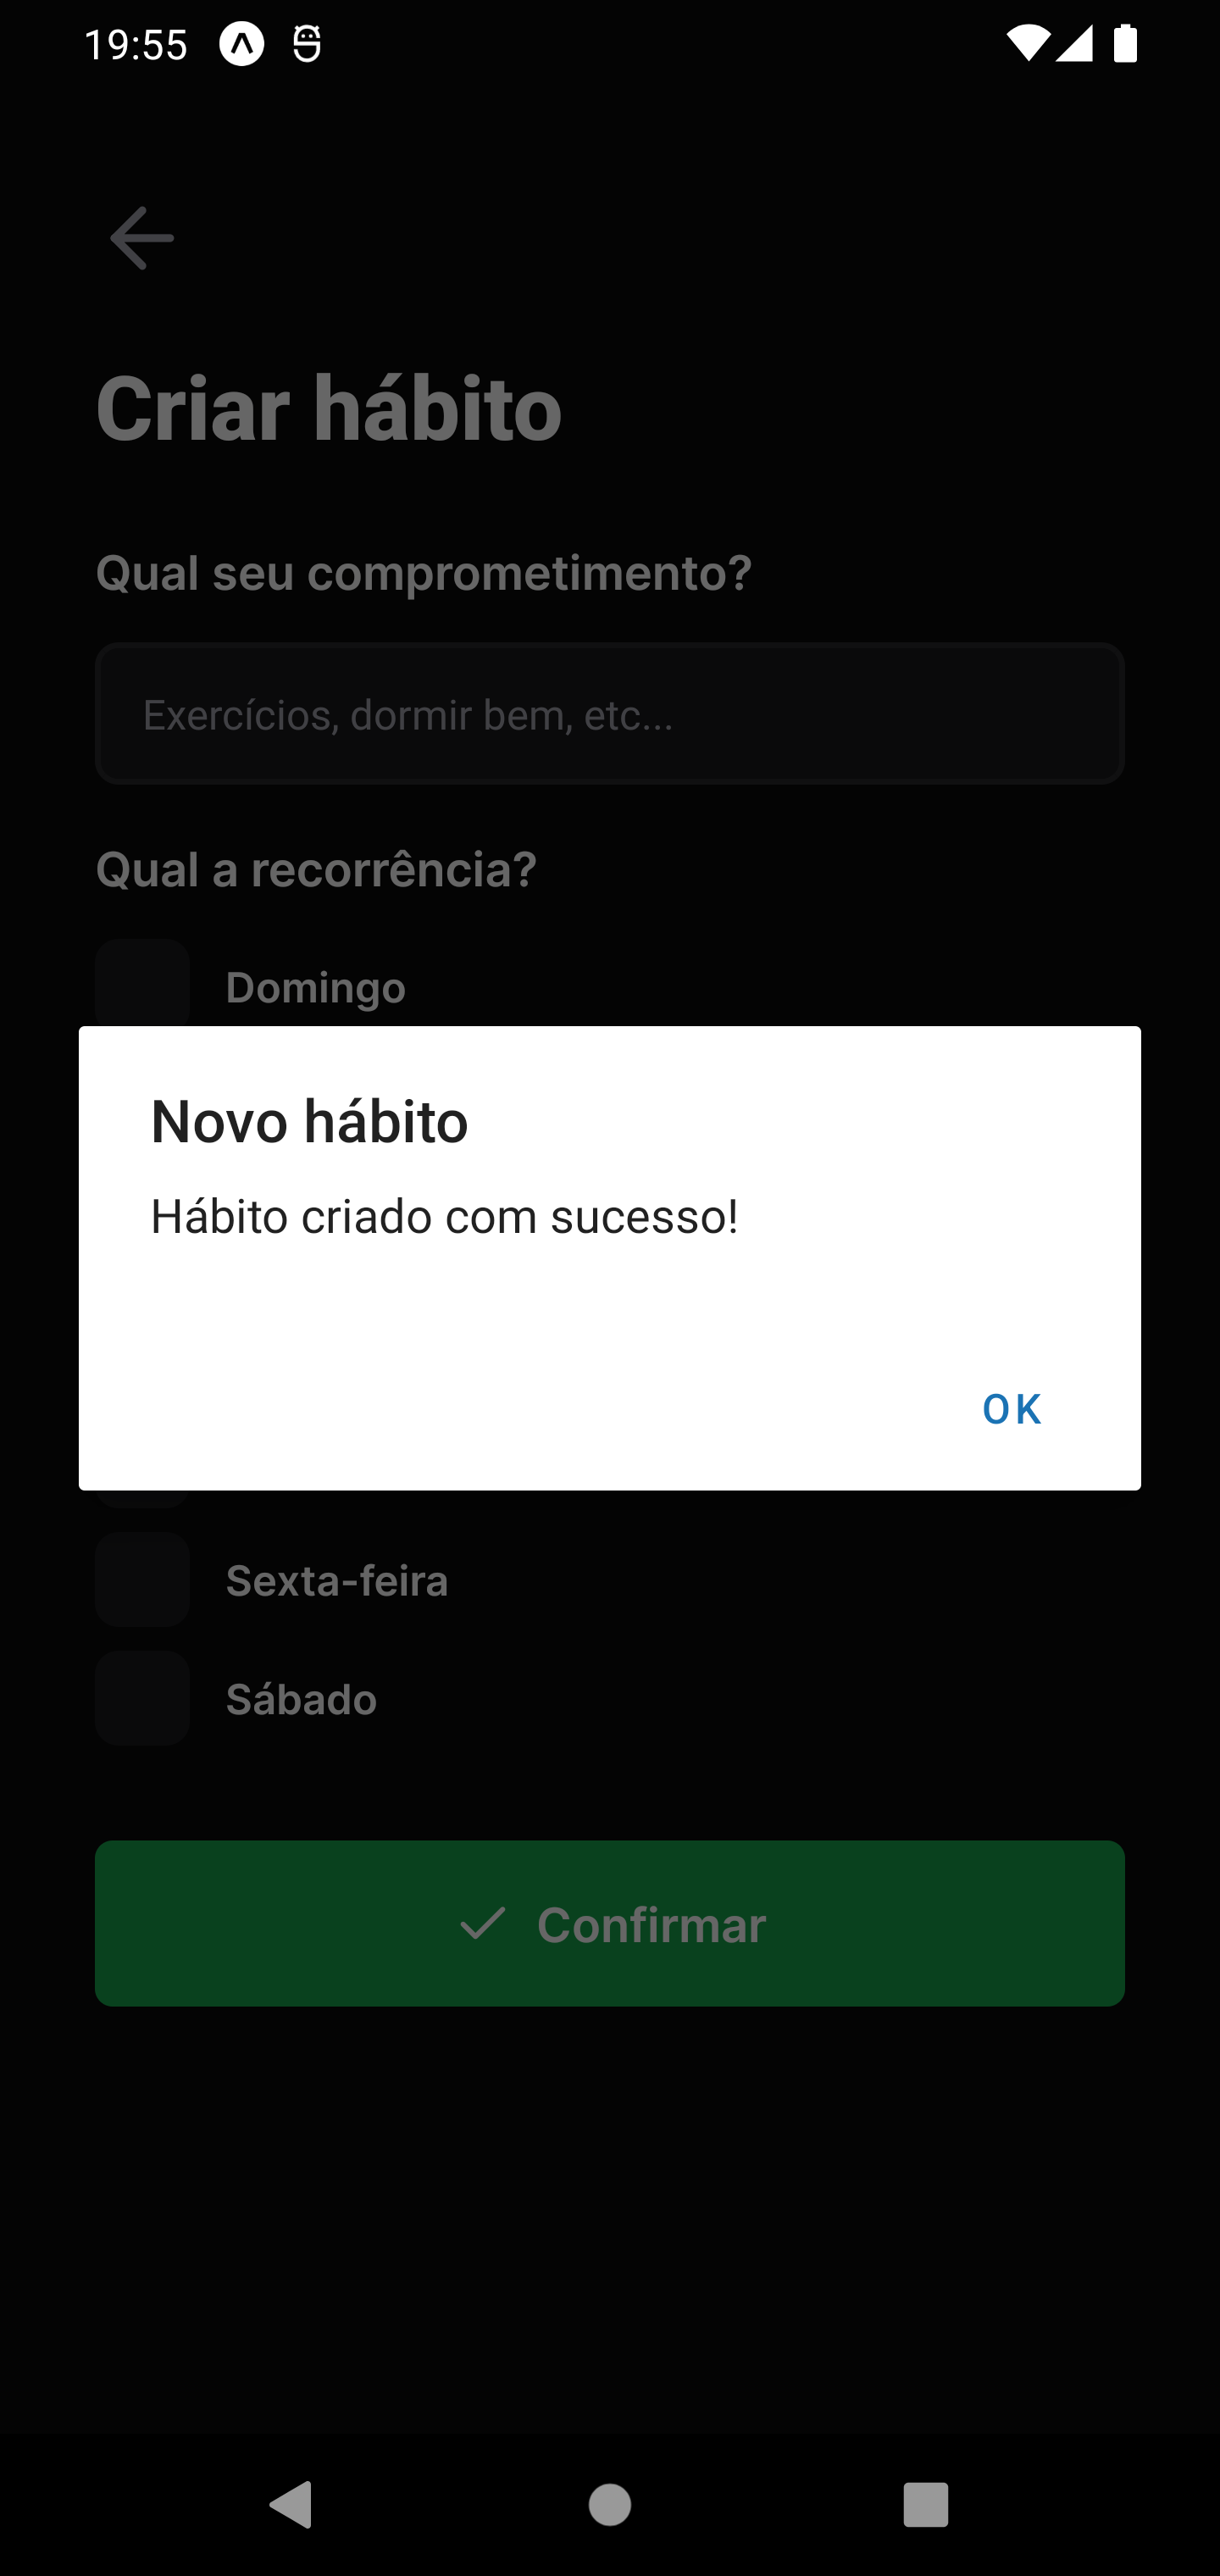 19:55
Criar hábito
Qual seu comprometimento?
Exercícios, dormir bem, etc...
Qual a recorrência?
Domingo
Novo hábito
Hábito criado com sucesso!
OK
Sexta-feira
Sábado
Confirmar